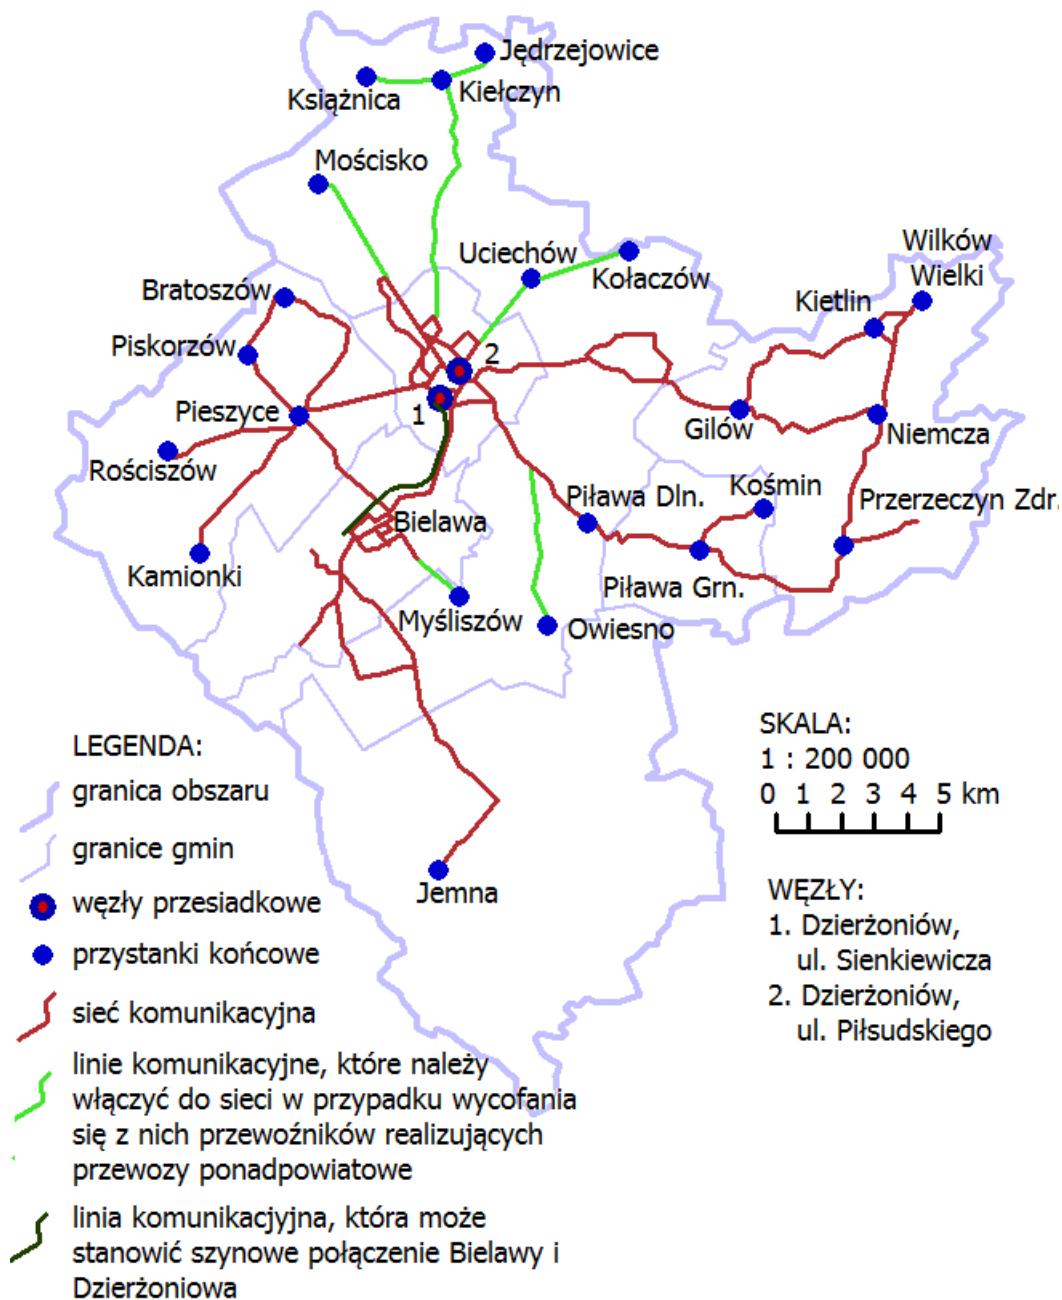 Jędrzejowice
Książnica
Kiełczyn
Mościsko
Uciechów
Kołaczów
Wilków
Wielki
Bratoszów
Kietlin
Piskorzów
2
Pieszyce
1
Gilów
Niemcza
Rościszów
Piława Dln.
Kośmin
Przerzeczyn Zdr.
Bielawa
Kamionki
Piława Grn.
Myśliszów
Owiesno
Jemna
LEGENDA:
granica obszaru
granice gmin
węzły przesiadkowe
przystanki końcowe
sieć komunikacyjna
linie komunikacyjne, które należy
włączyć do sieci w przypadku wycofania
się z nich przewoźników realizujących
przewozy ponadpowiatowe
linia komunikacjyjna, która może
stanowić szynowe połączenie Bielawy i
Dzierżoniowa
SKALA:
1 : 200 000
0 1 2 3 4 5 km
WĘZŁY:
1. Dzierżoniów,
ul. Sienkiewicza
2. Dzierżoniów,
ul. Piłsudskiego